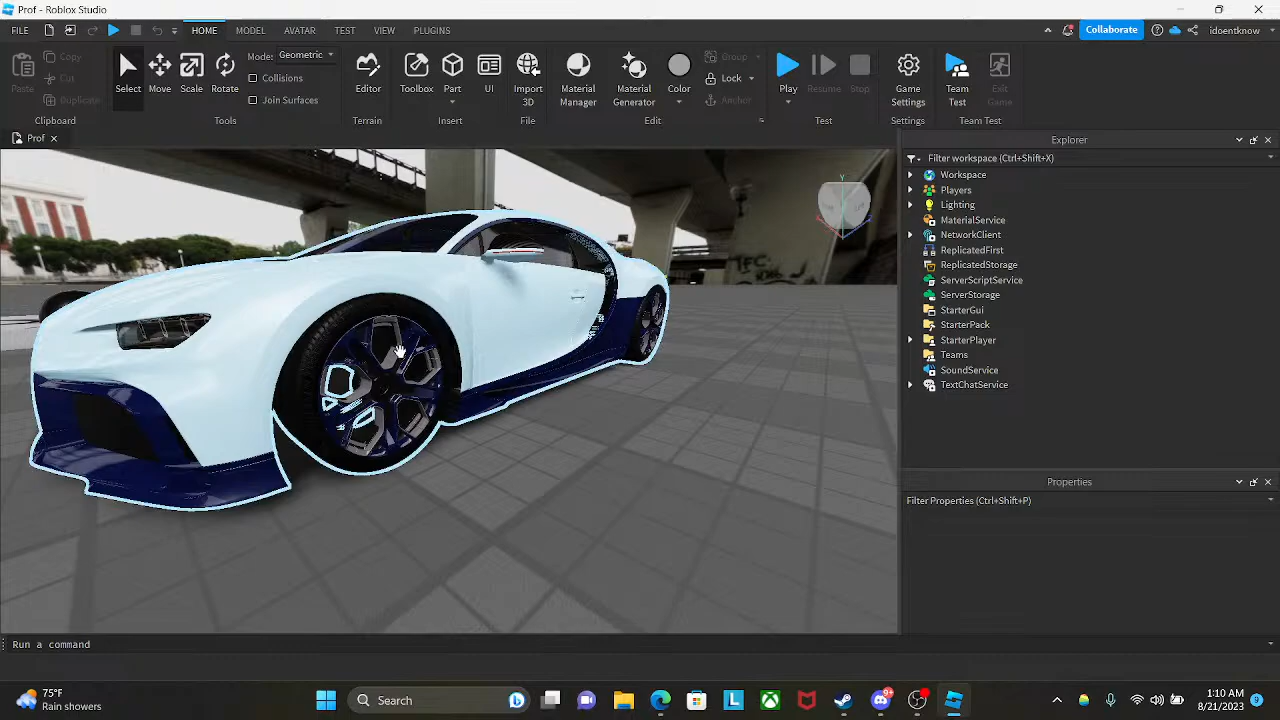 Prof - Roblox Studio
FILE HOME MODEL AVATAR TEST VIEW PLUGINS Collaborate idoentknow
Paste Copy Cut Duplicate Clipboard
Select Move Scale Rotate Mode: Geometric Collisions Join Surfaces Tools
Editor Terrain
Toolbox Part UI Insert
Import 3D File
Material Manager Material Generator Color Group Lock Anchor Edit
Play Resume Stop Test
Game Settings Settings
Team Test Exit Game Team Test
Prof
Y
Explorer
Filter workspace (Ctrl+Shift+X)
Workspace
Players
Lighting
MaterialService
NetworkClient
ReplicatedFirst
ReplicatedStorage
ServerScriptService
ServerStorage
StarterGui
StarterPack
StarterPlayer
Teams
SoundService
TextChatService
Properties
Filter Properties (Ctrl+Shift+P)
Run a command
75°F
Rain showers
Search
L
9+
1:10 AM
8/21/2023
9